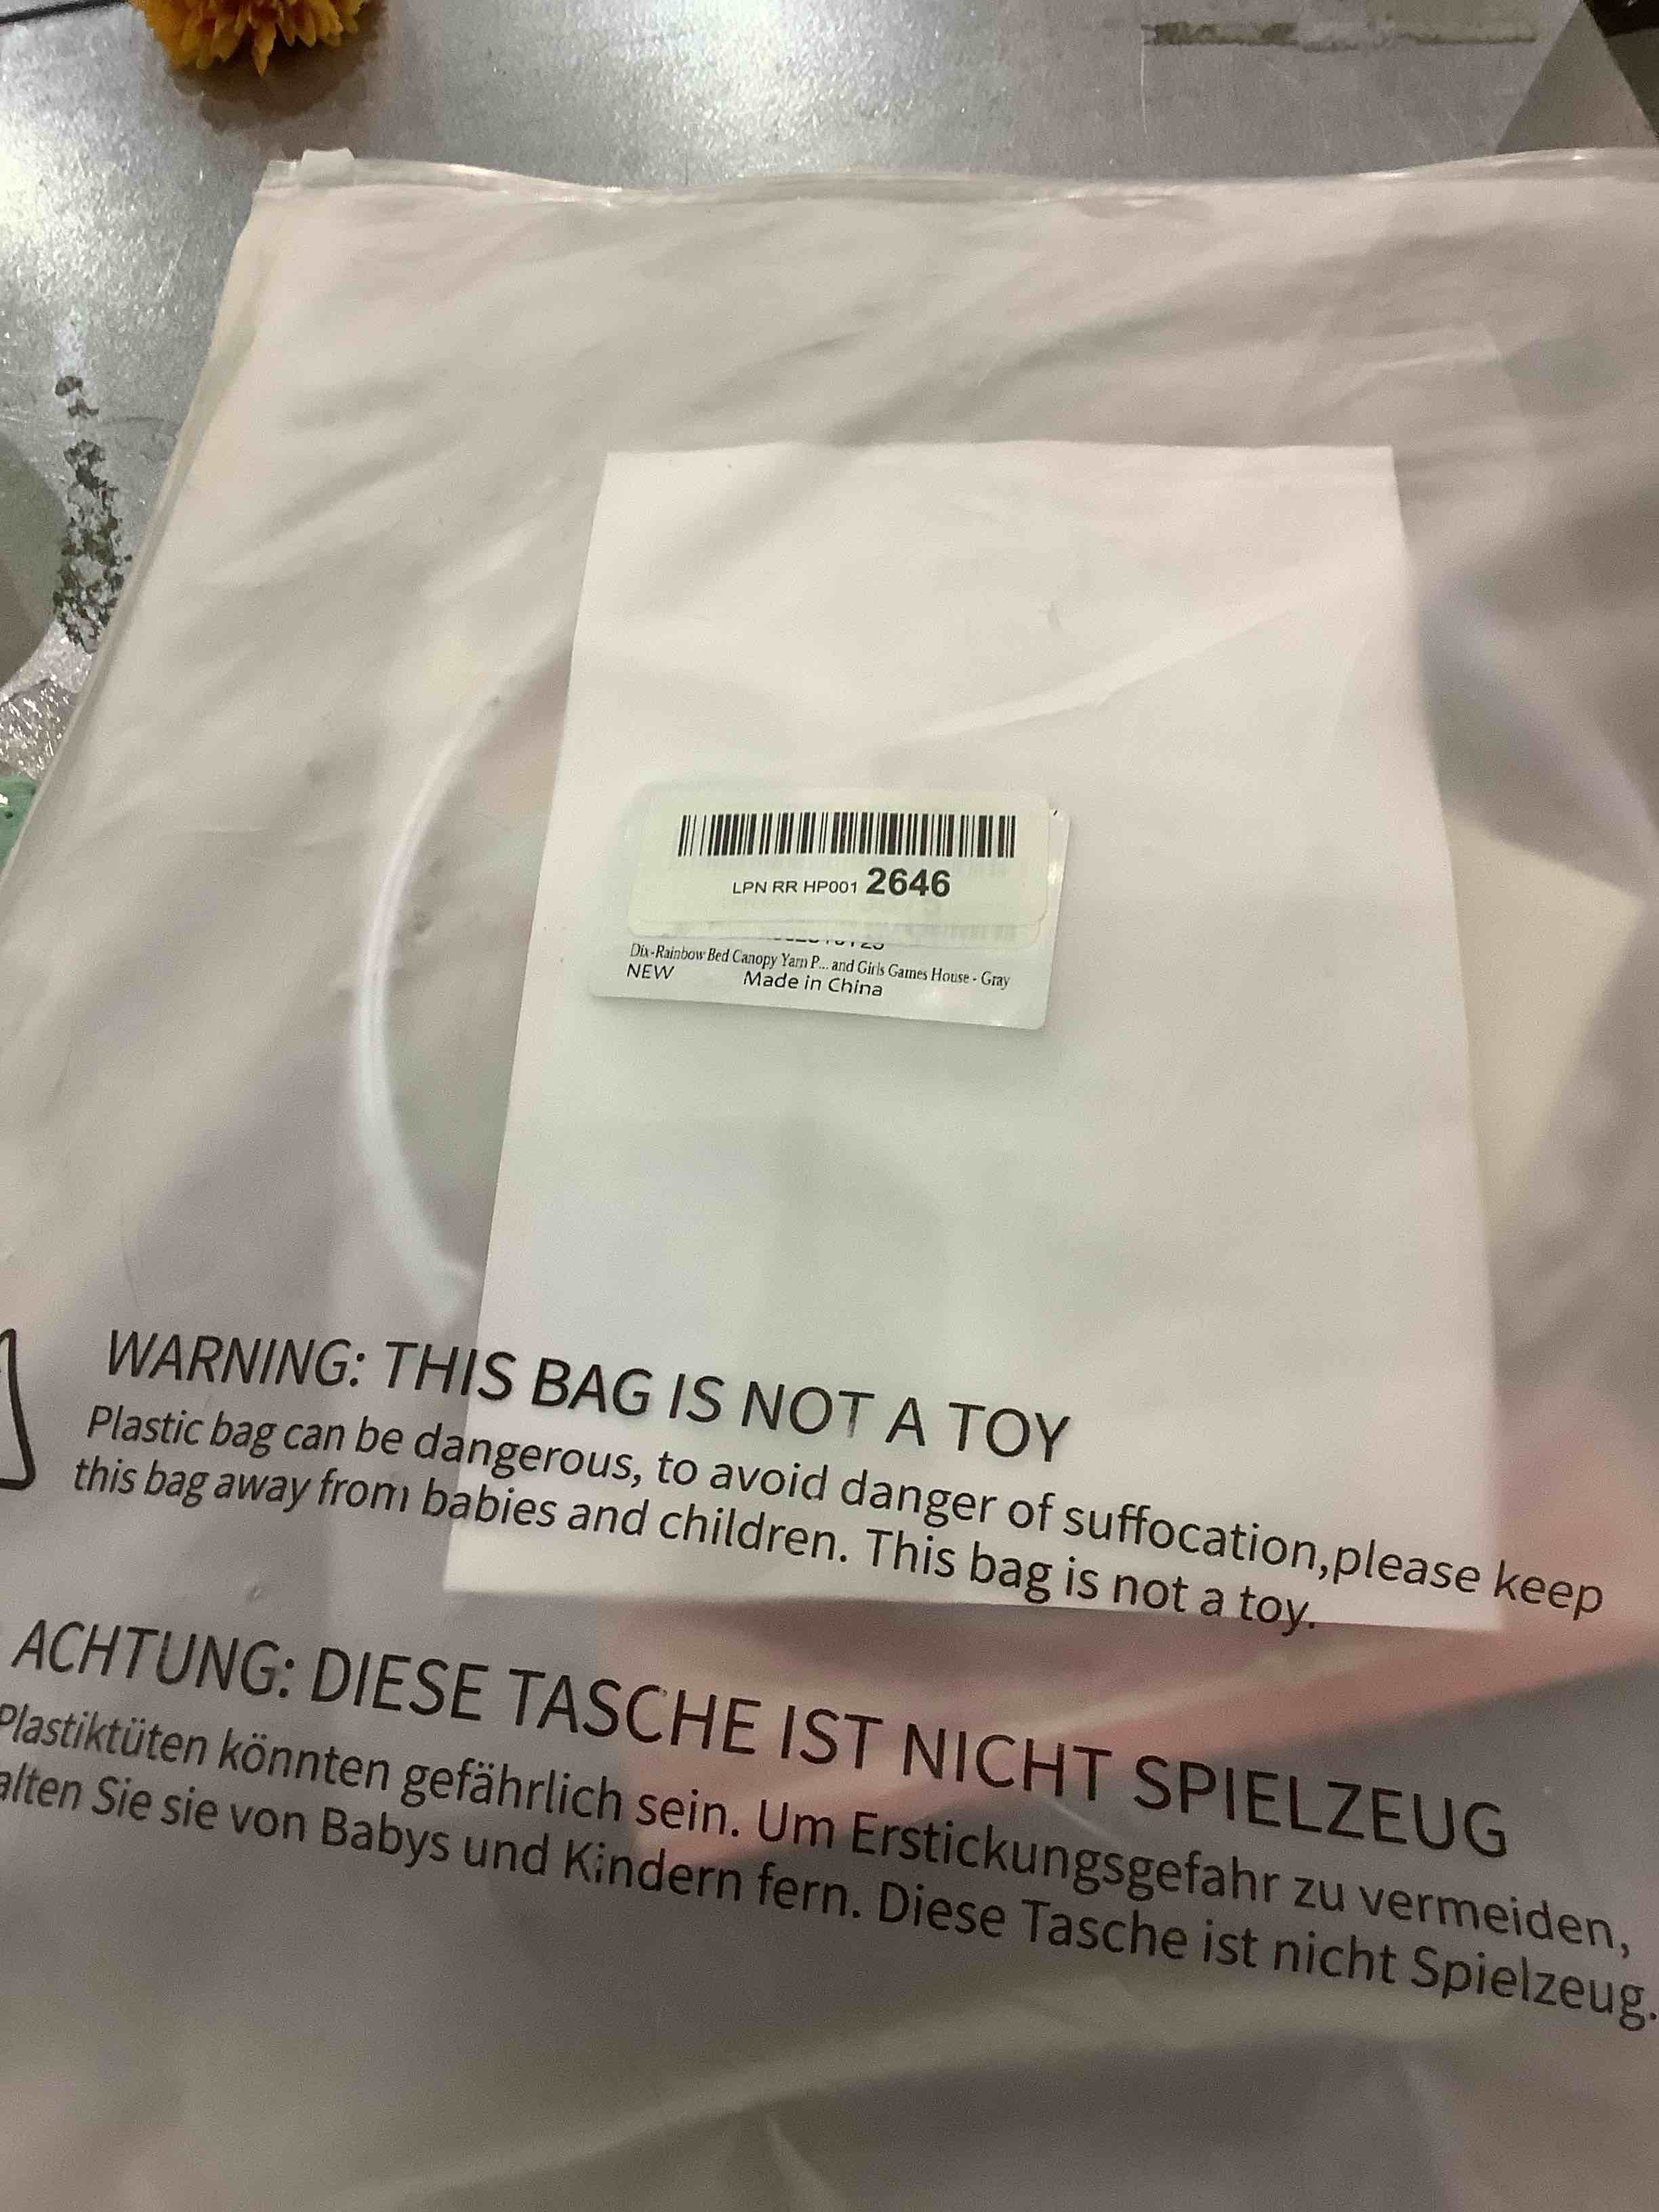 LPN RR HP001 2646
Dix-Rainbow Bed Canopy Yarn P... and Girls Games House - Gray
NEW Made in China
WARNING: THIS BAG IS NOT A TOY
Plastic bag can be dangerous, to avoid danger of suffocation,please keep
this bag away from babies and children. This bag is not a toy.
ACHTUNG: DIESE TASCHE IST NICHT SPIELZEUG
Plastiktüten könnten gefährlich sein. Um Erstickungsgefahr zu vermeiden,
alten Sie sie von Babys und Kindern fern. Diese Tasche ist nicht Spielzeug.